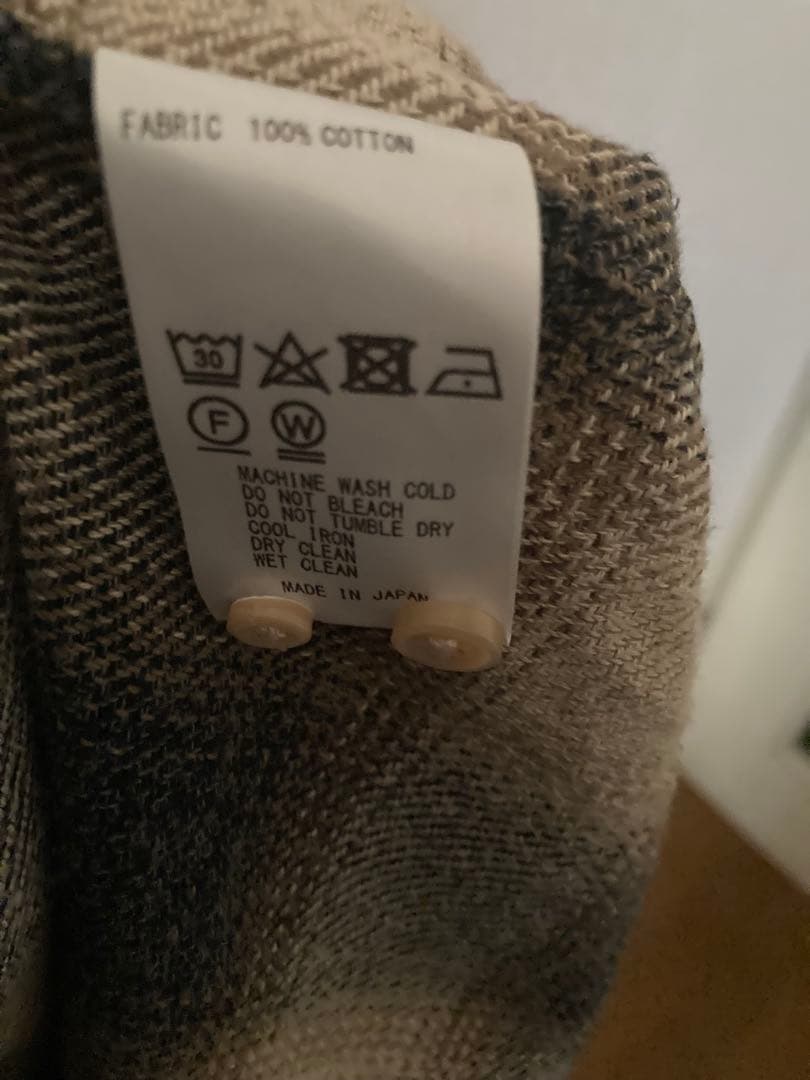 FABRIC 100% COTTON
30
F W
MACHINE WASH COLD
DO NOT BLEACH
DO NOT TUMBLE DRY
COOL IRON
DRY CLEAN
WET CLEAN
MADE IN JAPAN